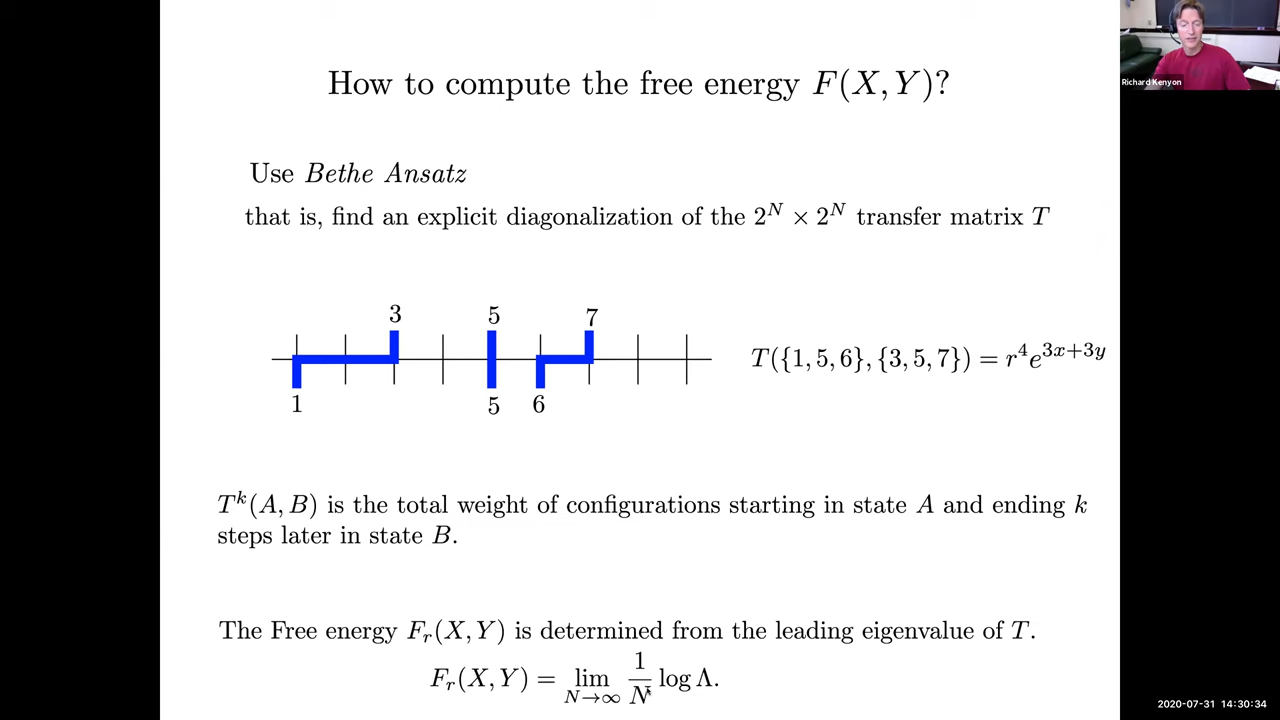 How to compute the free energy F(X, Y)?
Richard Kenyon
Use Bethe Ansatz
that is, find an explicit diagonalization of the 2^N × 2^N transfer matrix T
3 5 7
T({1, 5, 6}, {3, 5, 7}) = r^4e^{3x+3y}
1 5 6
T^k(A, B) is the total weight of configurations starting in state A and ending k
steps later in state B.
The Free energy F_r(X, Y) is determined from the leading eigenvalue of T.
F_r(X, Y) = lim_{N→∞} \frac{1}{N} log Λ.
2020-07-31 14:30:34